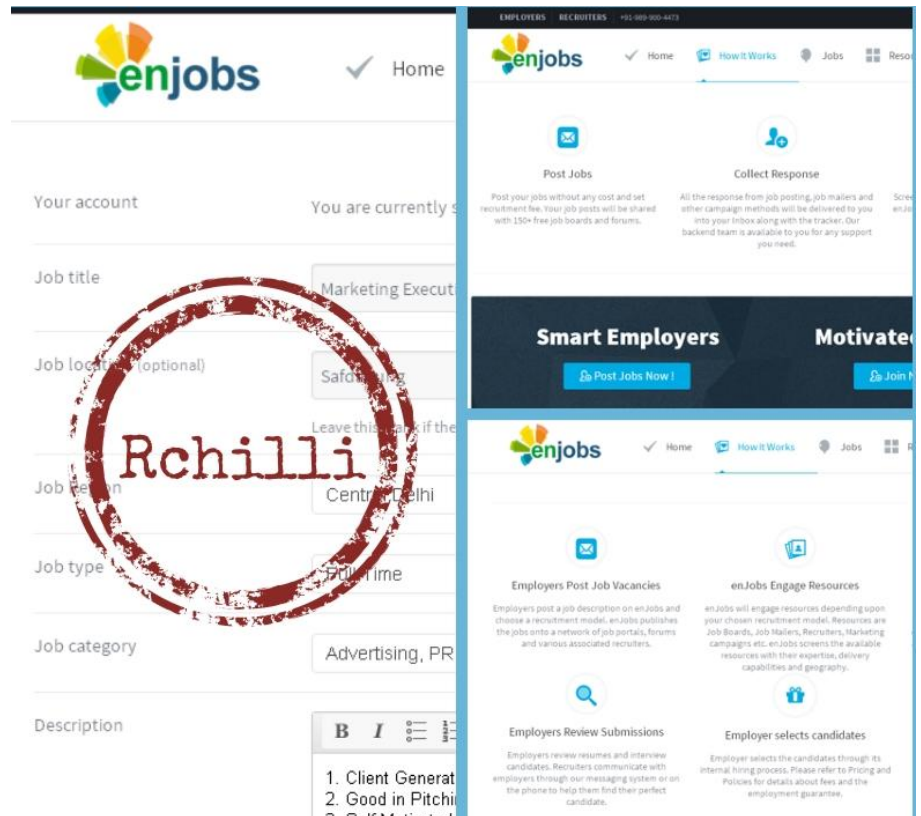 enjobs
Home
Your account
You are currently
Job title
Marketing Executi
Job location (optional)
Leave this blank if the
Rchilli
Job Region
Central Delhi
Job type
Full Time
Job category
Advertising, PR
Description
B I
1. Client Generat
2. Good in Pitchi
EMPLOYERS RECRUITERS +91-989-900-4473
enjobs
Home How It Works Jobs
Post Jobs
Post your jobs without any cost and set
recruitment fee. Your job posts will be shared
with 150+ free job boards and forums.
Collect Response
All the response from job posting, job mailers and
other campaign methods will be delivered to you
into your Inbox along with the tracker. Our
backend team is available to you for any support
you need.
Smart Employers
Post Jobs Now !
Motivate
Join
enjobs
Home How It Works Jobs
Employers Post Job Vacancies
Employers post a job description on enJobs and
choose a recruitment model. enJobs publishes
the jobs onto a network of job portals, forums
and various associated recruiters.
enJobs Engage Resources
enJobs will engage resources depending upon
your chosen recruitment model. Resources are
Job Boards, Job Mailers, Recruiters, Marketing
campaigns etc. enJobs screens the available
resources with their expertise, delivery
capabilities and geography.
Employers Review Submissions
Employers review resumes and interview
candidates. Recruiters communicate with
employers through our messaging system or on
the phone to help them find their perfect
candidate.
Employer selects candidates
Employer selects the candidates through its
internal hiring process. Please refer to Pricing and
Policies for details about fees and the
employment guarantee.